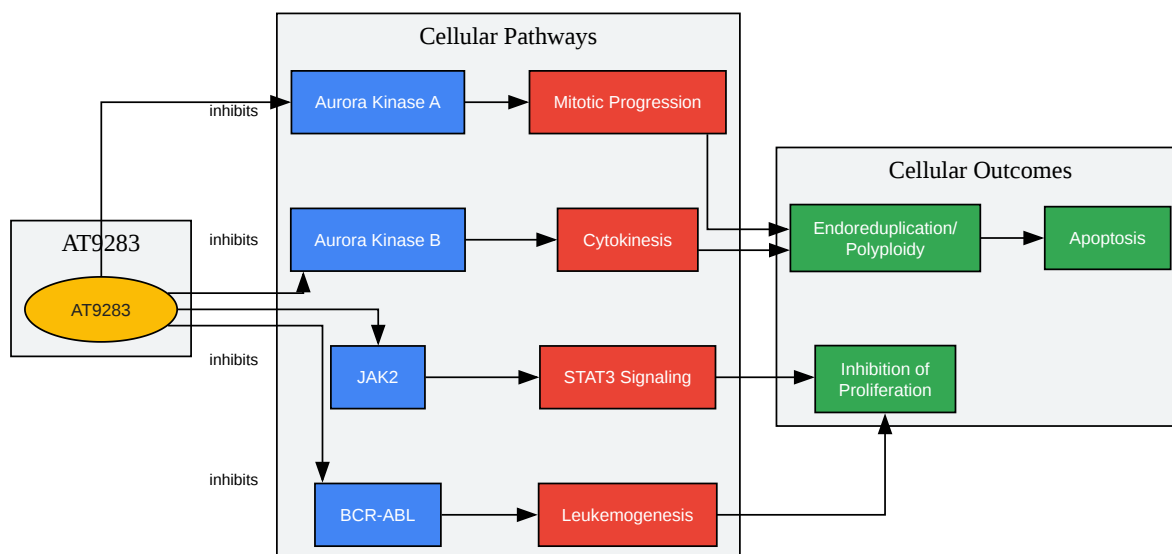 Cellular Pathways
inhibits
Aurora Kinase A
Mitotic Progression
Cellular Outcomes
AT9283
inhibits
Aurora Kinase B
Cytokinesis
Endoreduplication/
Polyploidy
Apoptosis
AT9283
inhibits
JAK2
STAT3 Signaling
Inhibition of
Proliferation
inhibits
BCR-ABL
Leukemogenesis